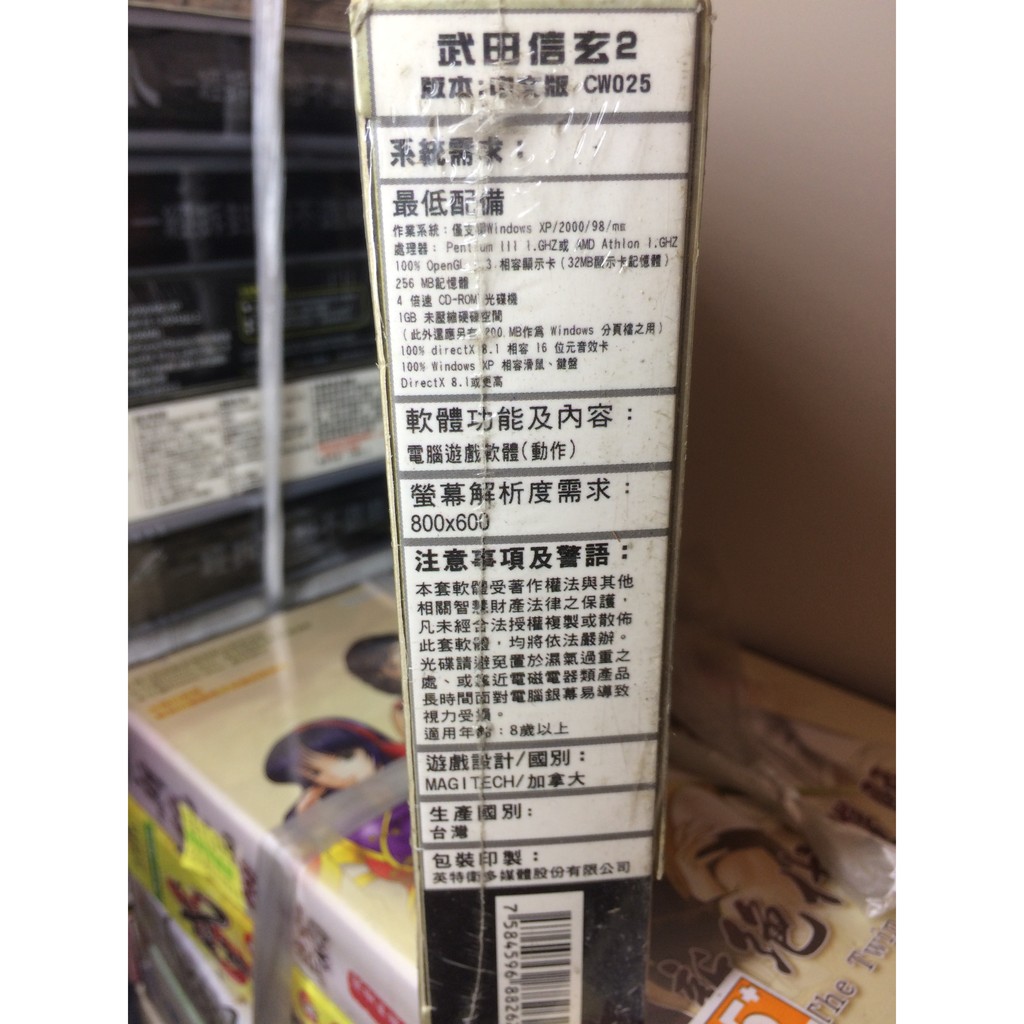 武田信玄2
版本:中文版 CW025
系統需求：
最低配備
作業系統：僅支 Windows XP/2000/98/me
處理器： Pentium III 1.GHZ或 AMD Athlon 1.GHZ
100% OpenGL 3 相容顯示卡(32MB顯示卡記憶體)
256 MB記憶體
4 倍速 CD-ROM 光碟機
1GB 未壓縮硬碟空間
(此外還應另有 200 MB作為 Windows 分頁檔之用)
100% directX 8.1 相容 16 位元音效卡
100% Windows XP 相容滑鼠、鍵盤
DirectX 8.1或更高
軟體功能及內容：
電腦遊戲軟體(動作)
螢幕解析度需求：
800x600
注意事項及警語：
本套軟體受著作權法與其他
相關智慧財產法律之保護，
凡未經合法授權複製或散佈
此套軟體，均將依法嚴辦。
光碟請避免置於濕氣過重之
處、或靠近電磁電器類產品
長時間面對電腦銀幕易導致
視力受損。
適用年齡：8歲以上
遊戲設計/國別：
MAGITECH/加拿大
生產國別:
台灣
包裝印製：
英特衛多媒體股份有限公司
7 584596 8826
絕代
The Twin
5+